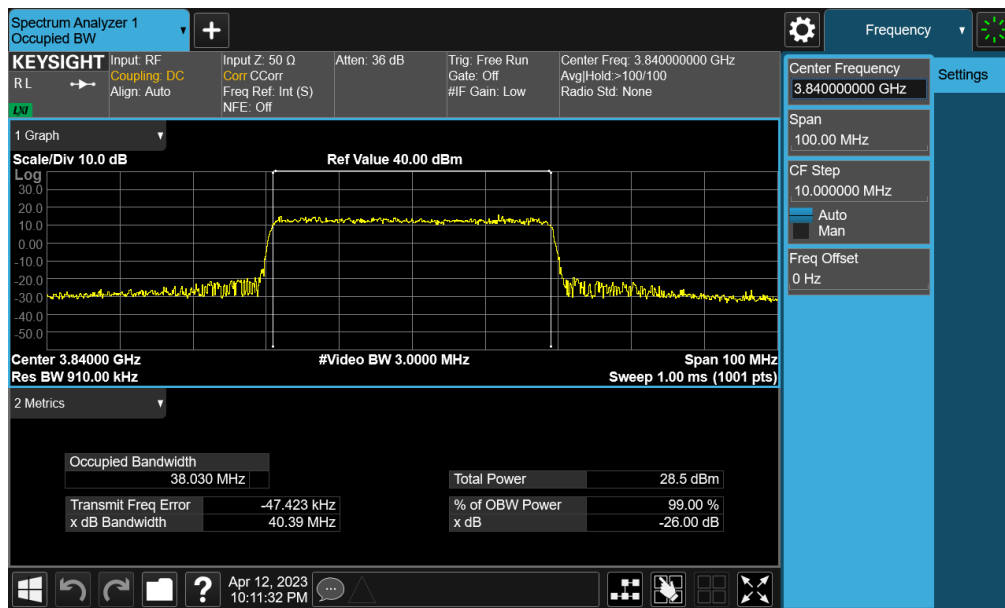 Spectrum Analyzer 1
Occupied BW
Frequency
KEYSIGHT
R L
LXI
Input: RF
Coupling: DC
Align: Auto
Input Z: 50 Ω
Corr CCorr
Freq Ref: Int (S)
NFE: Off
Atten: 36 dB
Trig: Free Run
Gate: Off
#IF Gain: Low
Center Freq: 3.840000000 GHz
Avg|Hold:>100/100
Radio Std: None
Center Frequency
3.840000000 GHz
Settings
Span
100.00 MHz
CF Step
10.000000 MHz
Auto
Man
Freq Offset
0 Hz
1 Graph
Scale/Div 10.0 dB
Ref Value 40.00 dBm
Log
30.0
20.0
10.0
0.00
-10.0
-20.0
-30.0
-40.0
-50.0
Center 3.84000 GHz
#Video BW 3.0000 MHz
Span 100 MHz
Res BW 910.00 kHz
Sweep 1.00 ms (1001 pts)
2 Metrics
Occupied Bandwidth
38.030 MHz
Total Power 28.5 dBm
Transmit Freq Error -47.423 kHz
% of OBW Power 99.00 %
x dB Bandwidth 40.39 MHz
x dB -26.00 dB
?
Apr 12, 2023
10:11:32 PM